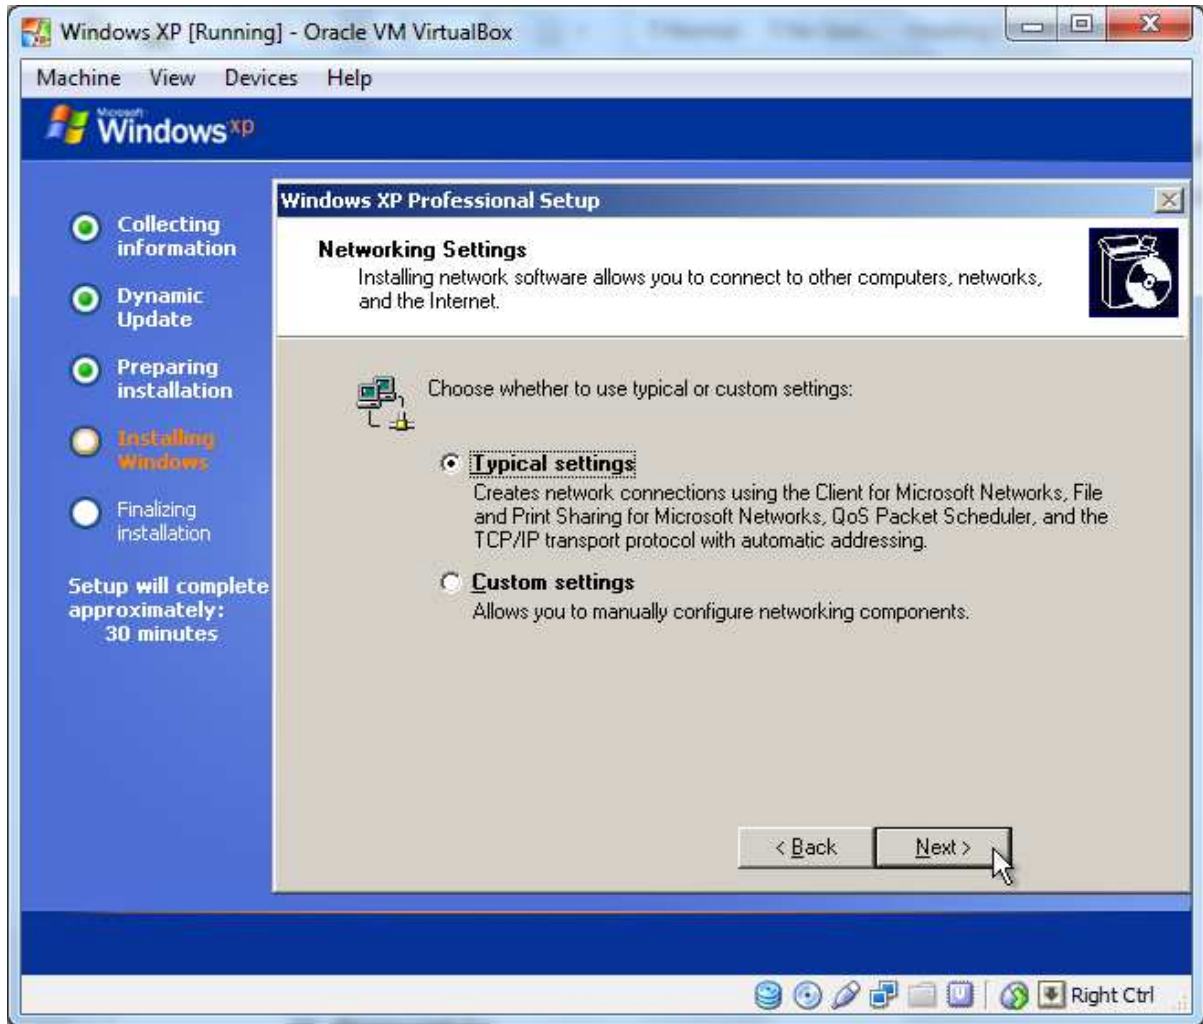 Windows XP [Running] - Oracle VM VirtualBox
Machine View Devices Help
Microsoft
Windows xp
Collecting
information
Dynamic
Update
Preparing
installation
Installing
Windows
Finalizing
installation
Setup will complete
approximately:
30 minutes
Windows XP Professional Setup
Networking Settings
Installing network software allows you to connect to other computers, networks,
and the Internet.
Choose whether to use typical or custom settings:
Typical settings
Creates network connections using the Client for Microsoft Networks, File
and Print Sharing for Microsoft Networks, QoS Packet Scheduler, and the
TCP/IP transport protocol with automatic addressing.
Custom settings
Allows you to manually configure networking components.
< Back
Next >
Right Ctrl